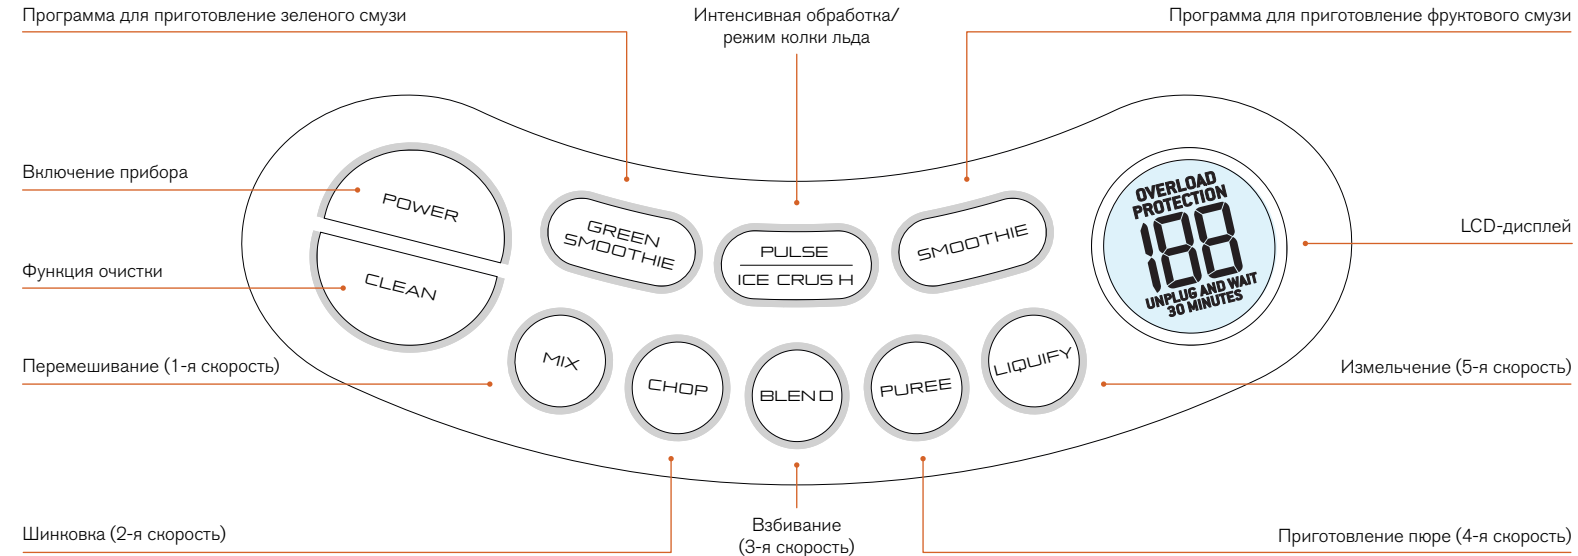 Программа для приготовление зеленого смузи
Интенсивная обработка/
режим колки льда
Программа для приготовление фруктового смузи
Включение прибора
POWER
GREEN
SMOOTHIE
PULSE
ICE CRUSH
SMOOTHIE
OVERLOAD
PROTECTION
188
UNPLUG AND WAIT
30 MINUTES
LCD-дисплей
Функция очистки
CLEAN
Перемешивание (1-я скорость)
MIX
CHOP
BLEND
PUREE
LIQUIFY
Измельчение (5-я скорость)
Шинковка (2-я скорость)
Взбивание
(3-я скорость)
Приготовление пюре (4-я скорость)